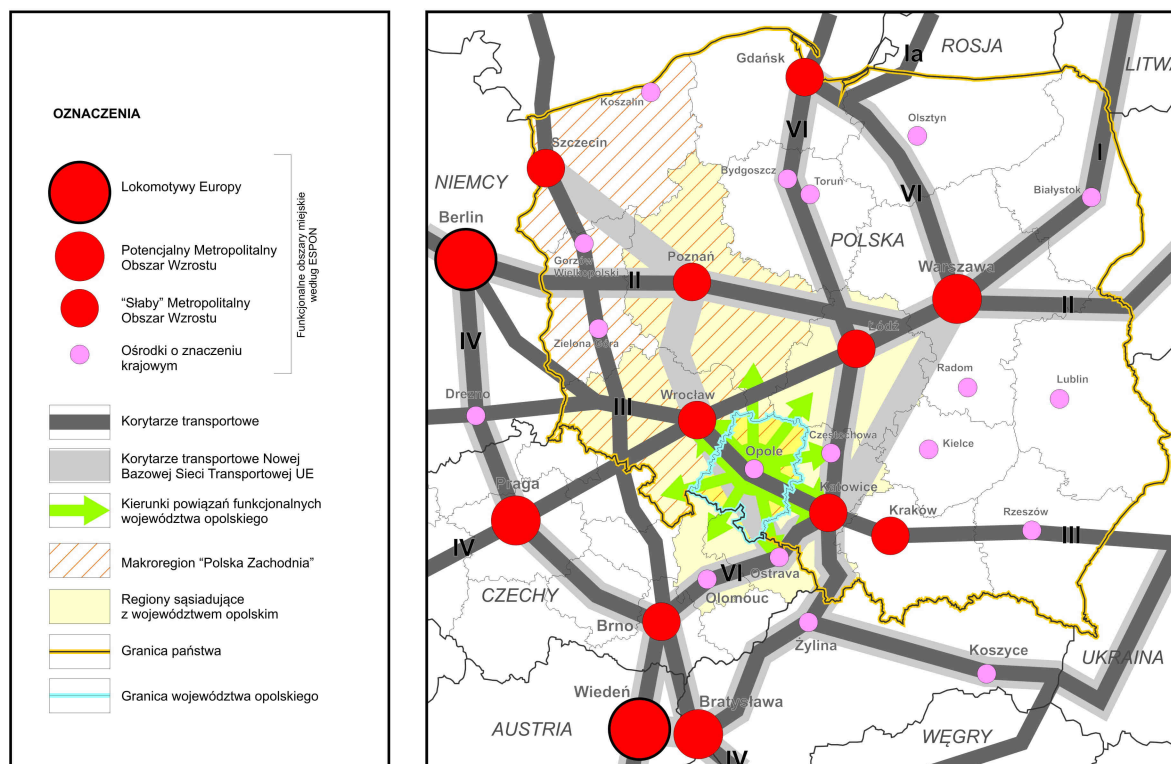 OZNACZENIA
Lokomotywy Europy
Potencjalny Metropolitalny
Obszar Wzrostu
“Słaby” Metropolitalny
Obszar Wzrostu
Ośrodki o znaczeniu
krajowym
Funkcjonalne obszary miejskie
według ESPON
Korytarze transportowe
Korytarze transportowe Nowej
Bazowej Sieci Transportowej UE
Kierunki powiązań funkcjonalnych
województwa opolskiego
Makroregion “Polska Zachodnia”
Regiony sąsiadujące
z województwem opolskim
Granica państwa
Granica województwa opolskiego
ROSJA
LITWA
Ia
Gdańsk
Koszalin
VI
Olsztyn
Szczecin
I
NIEMCY
Bydgoszcz
Toruń
VI
Białystok
Berlin
POLSKA
Gorzów
Wielkopolski
Poznań
Warszawa
II
II
IV
Zielona Góra
Łódź
Radom
Lublin
Drezno
III
Wrocław
Częstochowa
Kielce
Opole
Praga
Katowice
Kraków
Rzeszów
III
IV
VI
Ostrava
CZECHY
Olomouc
Brno
Żylina
Koszyce
UKRAINA
Wiedeń
Bratysława
AUSTRIA
WĘGRY
IV